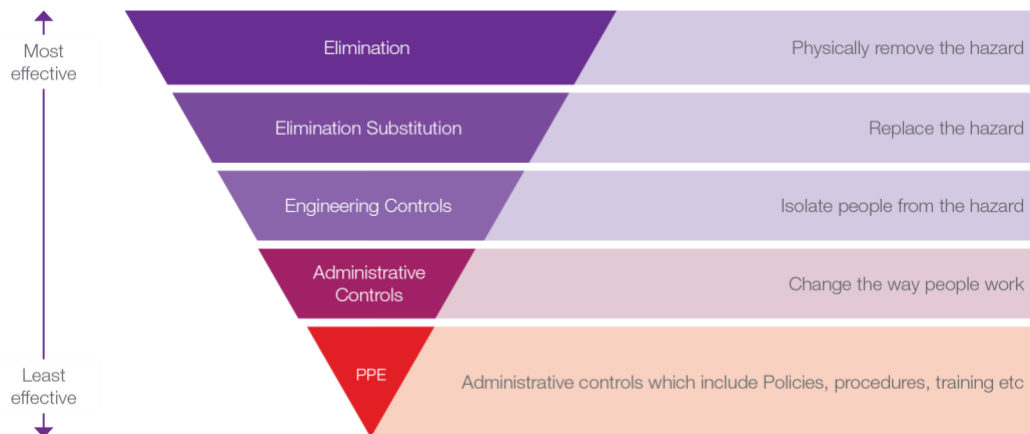 Most
effective
Elimination
Physically remove the hazard
Elimination Substitution
Replace the hazard
Engineering Controls
Isolate people from the hazard
Administrative
Controls
Change the way people work
Least
effective
PPE
Administrative controls which include Policies, procedures, training etc